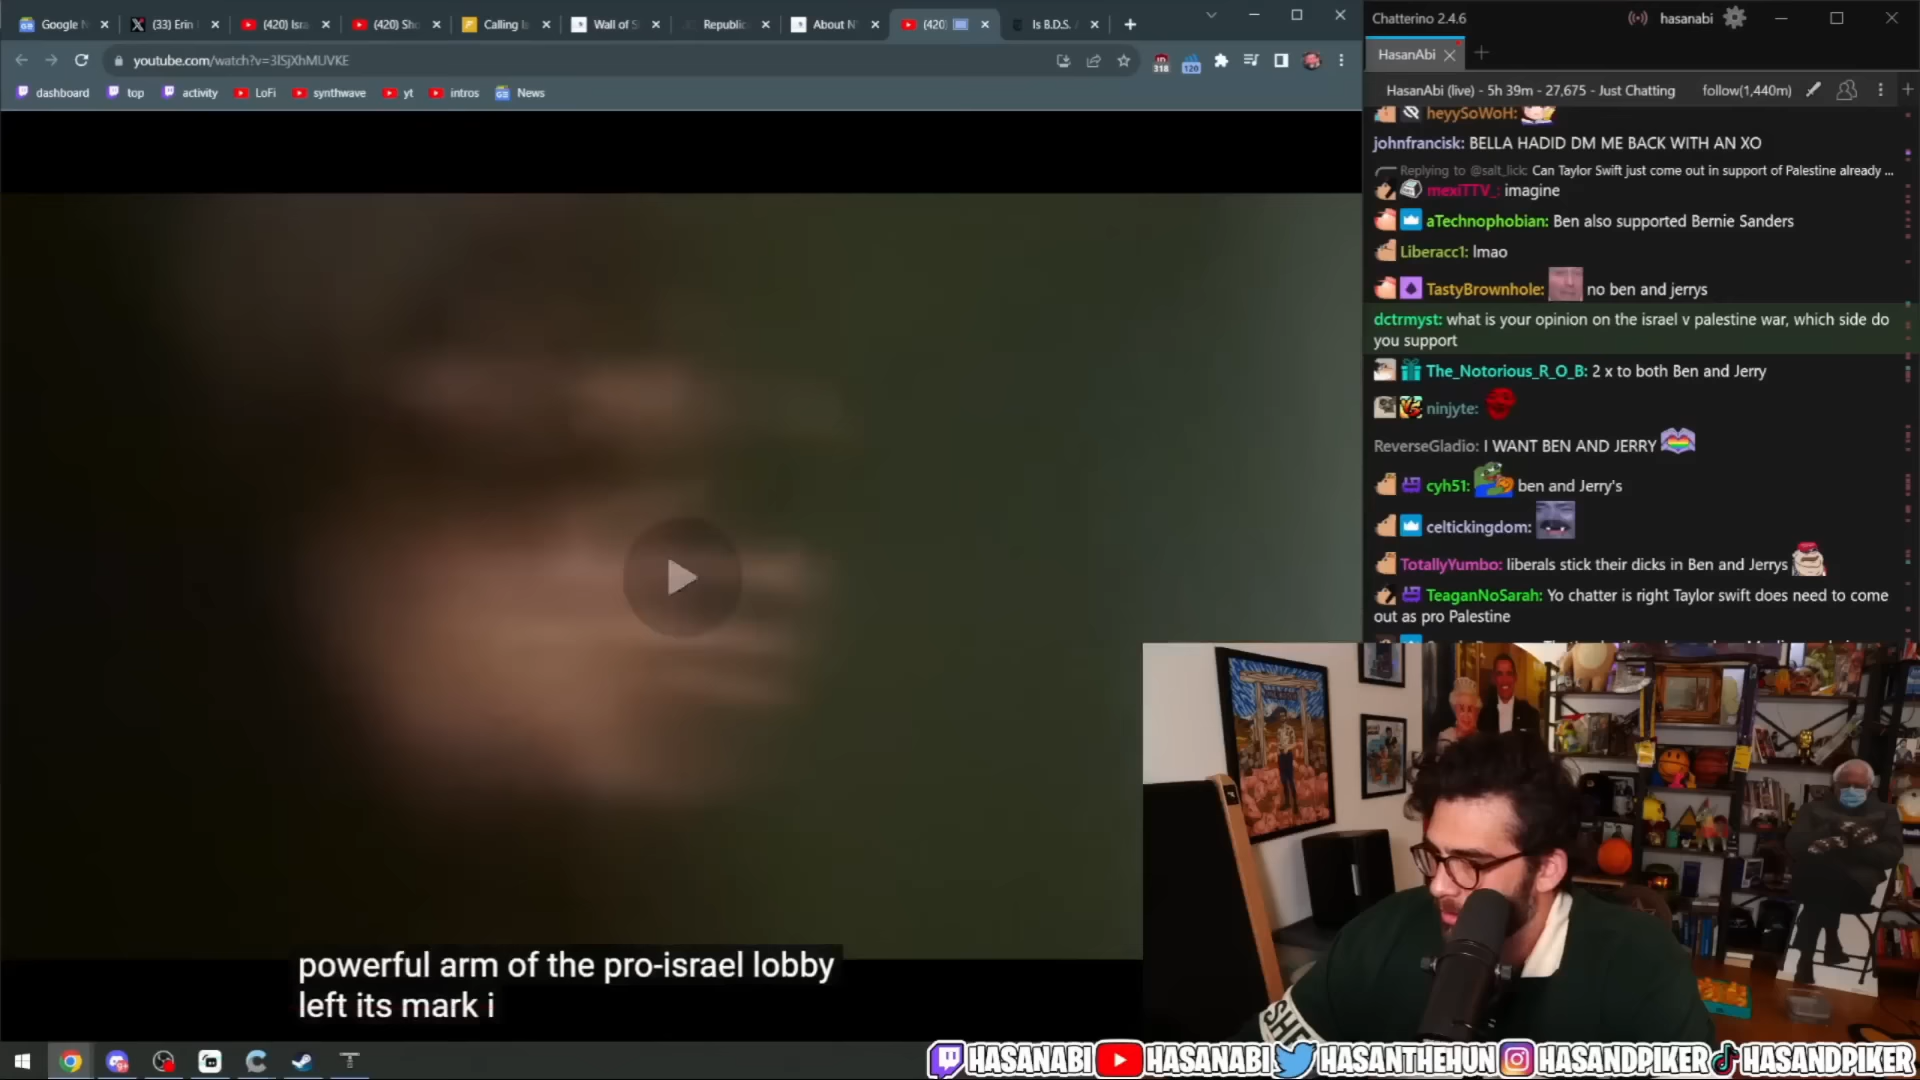 Google N
(33) Erin
(420) Isra
(420) Sho
Calling Is
Wall of S
Republic
About N
(420)
Is B.D.S.
youtube.com/watch?v=3lSjXhMUVKE
318
120
dashboard
top
activity
LoFi
synthwave
yt
intros
News
powerful arm of the pro-israel lobby
left its mark i
Chatterino 2.4.6
hasanabi
HasanAbi
HasanAbi (live) - 5h 39m - 27,675 - Just Chatting
follow(1,440m)
heyySoWoH:
johnfrancisk: BELLA HADID DM ME BACK WITH AN XO
Replying to @salt_lick: Can Taylor Swift just come out in support of Palestine already ...
mexiTTV_: imagine
aTechnophobian: Ben also supported Bernie Sanders
Liberacc1: lmao
TastyBrownhole: no ben and jerrys
dctrmyst: what is your opinion on the israel v palestine war, which side do
you support
The_Notorious_R_O_B: 2 x to both Ben and Jerry
ninjyte:
ReverseGladio: I WANT BEN AND JERRY
cyh51: ben and Jerry's
celtickingdom:
TotallyYumbo: liberals stick their dicks in Ben and Jerrys
TeaganNoSarah: Yo chatter is right Taylor swift does need to come
out as pro Palestine
HASANABI HASANABI HASANTHEHUN HASANDPIKER HASANDPIKER